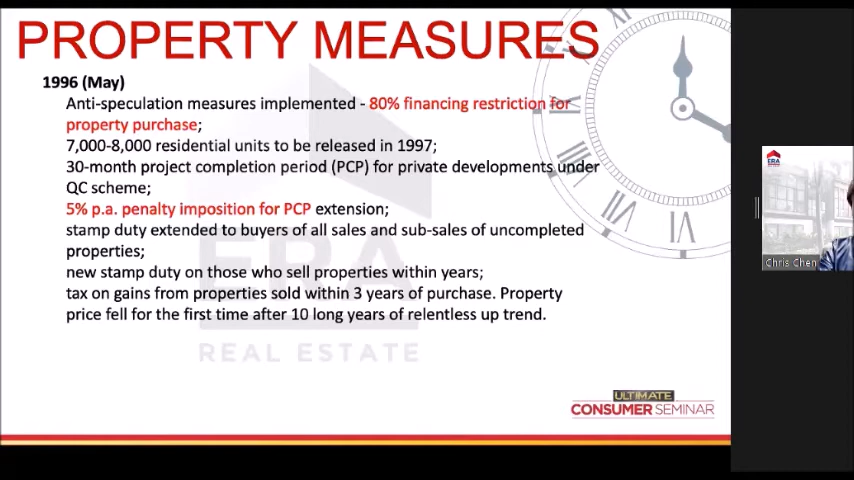 PROPERTY MEASURES
1996 (May)
Anti-speculation measures implemented - 80% financing restriction for
property purchase;
7,000-8,000 residential units to be released in 1997;
30-month project completion period (PCP) for private developments under
QC scheme;
5% p.a. penalty imposition for PCP extension;
stamp duty extended to buyers of all sales and sub-sales of uncompleted
properties;
new stamp duty on those who sell properties within years;
tax on gains from properties sold within 3 years of purchase. Property
price fell for the first time after 10 long years of relentless up trend.
ERA
REAL ESTATE
ULTIMATE
CONSUMER SEMINAR
ERA
Chris Chen